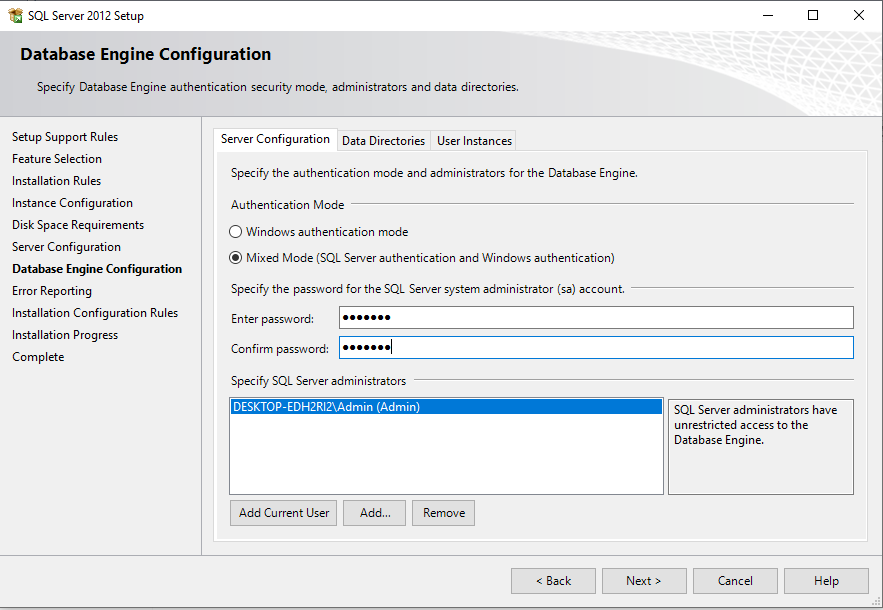 SQL Server 2012 Setup
Database Engine Configuration
Specify Database Engine authentication security mode, administrators and data directories.
Setup Support Rules
Feature Selection
Installation Rules
Instance Configuration
Disk Space Requirements
Server Configuration
Database Engine Configuration
Error Reporting
Installation Configuration Rules
Installation Progress
Complete
Server Configuration
Data Directories
User Instances
Specify the authentication mode and administrators for the Database Engine.
Authentication Mode
Windows authentication mode
Mixed Mode (SQL Server authentication and Windows authentication)
Specify the password for the SQL Server system administrator (sa) account.
Enter password: ●●●●●●●
Confirm password: ●●●●●●●
Specify SQL Server administrators
DESKTOP-EDH2RI2\Admin (Admin)
SQL Server administrators have
unrestricted access to the
Database Engine.
Add Current User
Add...
Remove
< Back
Next >
Cancel
Help